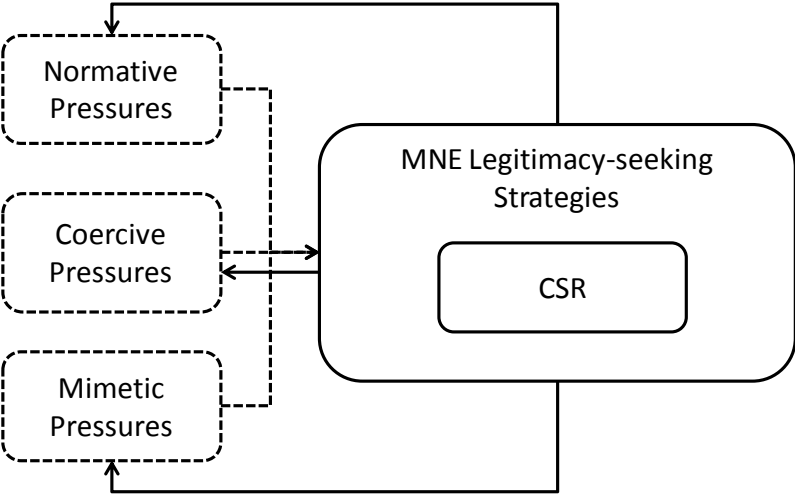 Normative
Pressures
MNE Legitimacy-seeking
Strategies
Coercive
Pressures
CSR
Mimetic
Pressures